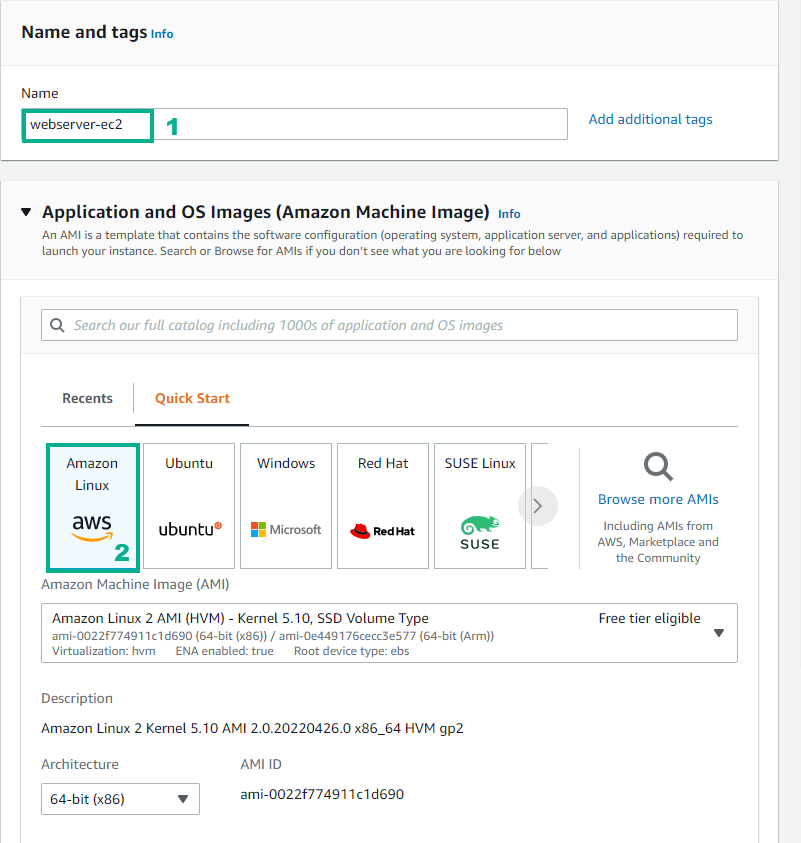 Name and tags Info
Name
webserver-ec2 1
Add additional tags
Application and OS Images (Amazon Machine Image) Info
An AMI is a template that contains the software configuration (operating system, application server, and applications) required to
launch your instance. Search or Browse for AMIs if you don't see what you are looking for below
Search our full catalog including 1000s of application and OS images
Recents
Quick Start
Amazon
Linux
aws
2
Ubuntu
ubuntu
Windows
Microsoft
Red Hat
Red Hat
SUSE Linux
SUSE
Browse more AMIs
Including AMIs from
AWS, Marketplace and
the Community
Amazon Machine Image (AMI)
Amazon Linux 2 AMI (HVM) - Kernel 5.10, SSD Volume Type
Free tier eligible
ami-0022f774911c1d690 (64-bit (x86)) / ami-0e449176cecc3e577 (64-bit (Arm))
Virtualization: hvm ENA enabled: true Root device type: ebs
Description
Amazon Linux 2 Kernel 5.10 AMI 2.0.20220426.0 x86_64 HVM gp2
Architecture
64-bit (x86)
AMI ID
ami-0022f774911c1d690